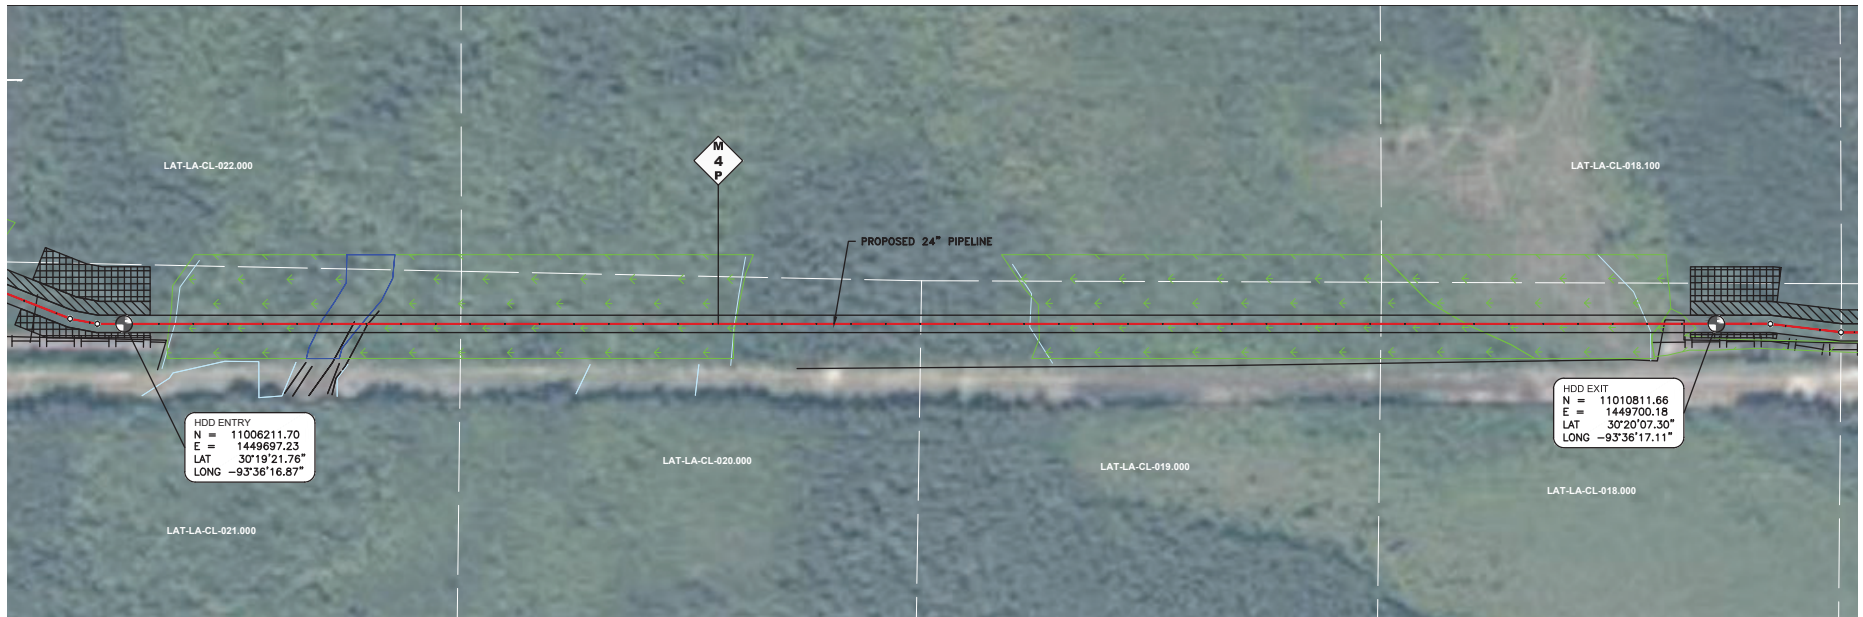 LAT-LA-CL-022.000
M
4
P
LAT-LA-CL-018.100
PROPOSED 24" PIPELINE
HDD ENTRY
N = 11006211.70
E = 1449697.23
LAT 30°19'21.76"
LONG -93°36'16.87"
HDD EXIT
N = 11010811.66
E = 1449700.18
LAT 30°20'07.30"
LONG -93°36'17.11"
LAT-LA-CL-020.000
LAT-LA-CL-019.000
LAT-LA-CL-018.000
LAT-LA-CL-021.000